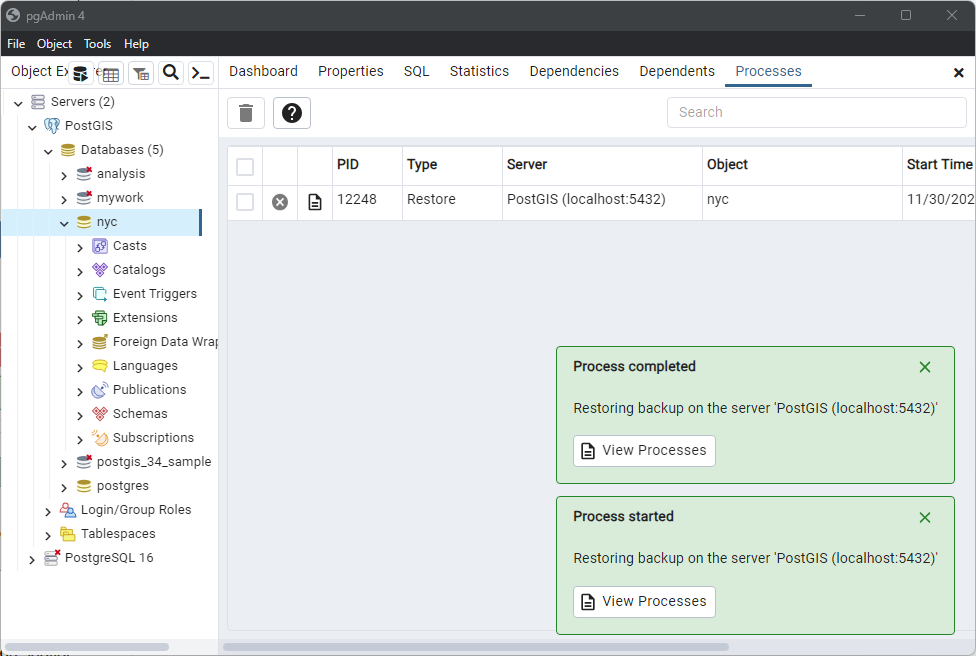 pgAdmin 4
File Object Tools Help
Object Ex re
Dashboard Properties SQL Statistics Dependencies Dependents Processes
Servers (2)
PostGIS
Databases (5)
analysis
mywork
nyc
Casts
Catalogs
Event Triggers
Extensions
Foreign Data Wrap
Languages
Publications
Schemas
Subscriptions
postgis_34_sample
postgres
Login/Group Roles
Tablespaces
PostgreSQL 16
Search
PID Type Server Object Start Time
12248 Restore PostGIS (localhost:5432) nyc 11/30/202
Process completed
Restoring backup on the server 'PostGIS (localhost:5432)'
View Processes
Process started
Restoring backup on the server 'PostGIS (localhost:5432)'
View Processes